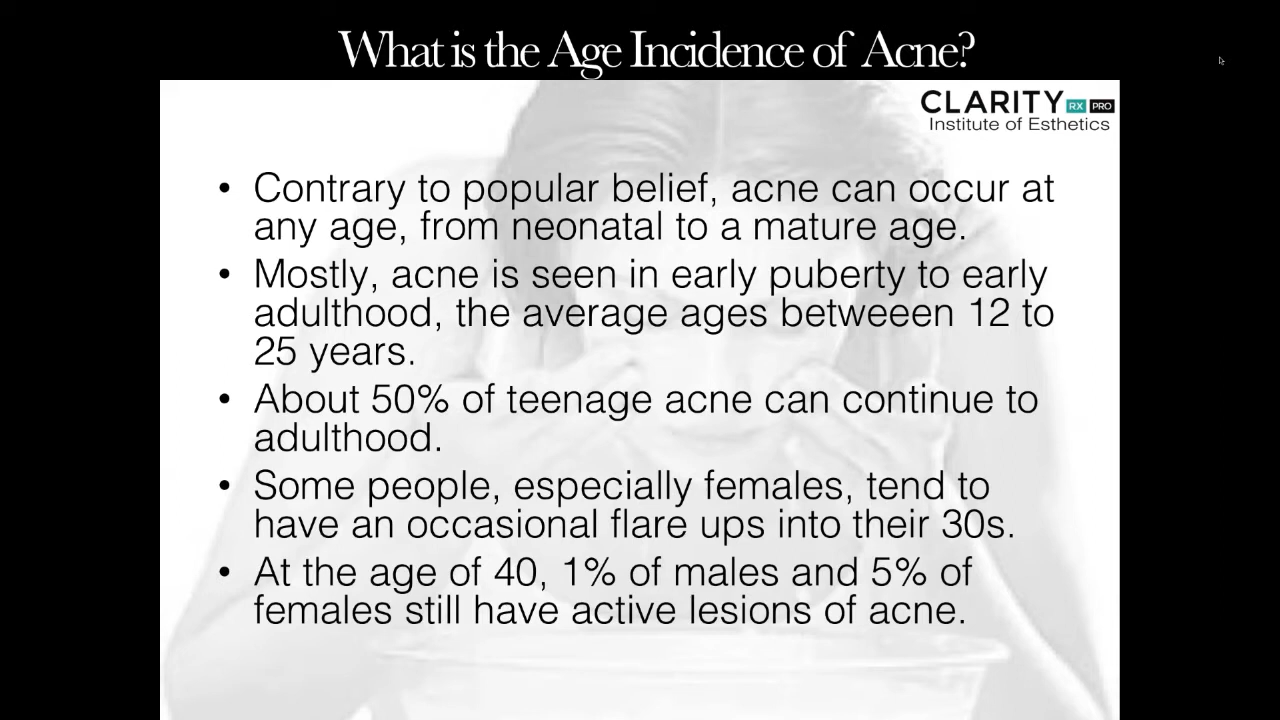 What is the Age Incidence of Acne?
CLARITY RX PRO
Institute of Esthetics
• Contrary to popular belief, acne can occur at
any age, from neonatal to a mature age.
• Mostly, acne is seen in early puberty to early
adulthood, the average ages betweeen 12 to
25 years.
• About 50% of teenage acne can continue to
adulthood.
• Some people, especially females, tend to
have an occasional flare ups into their 30s.
• At the age of 40, 1% of males and 5% of
females still have active lesions of acne.